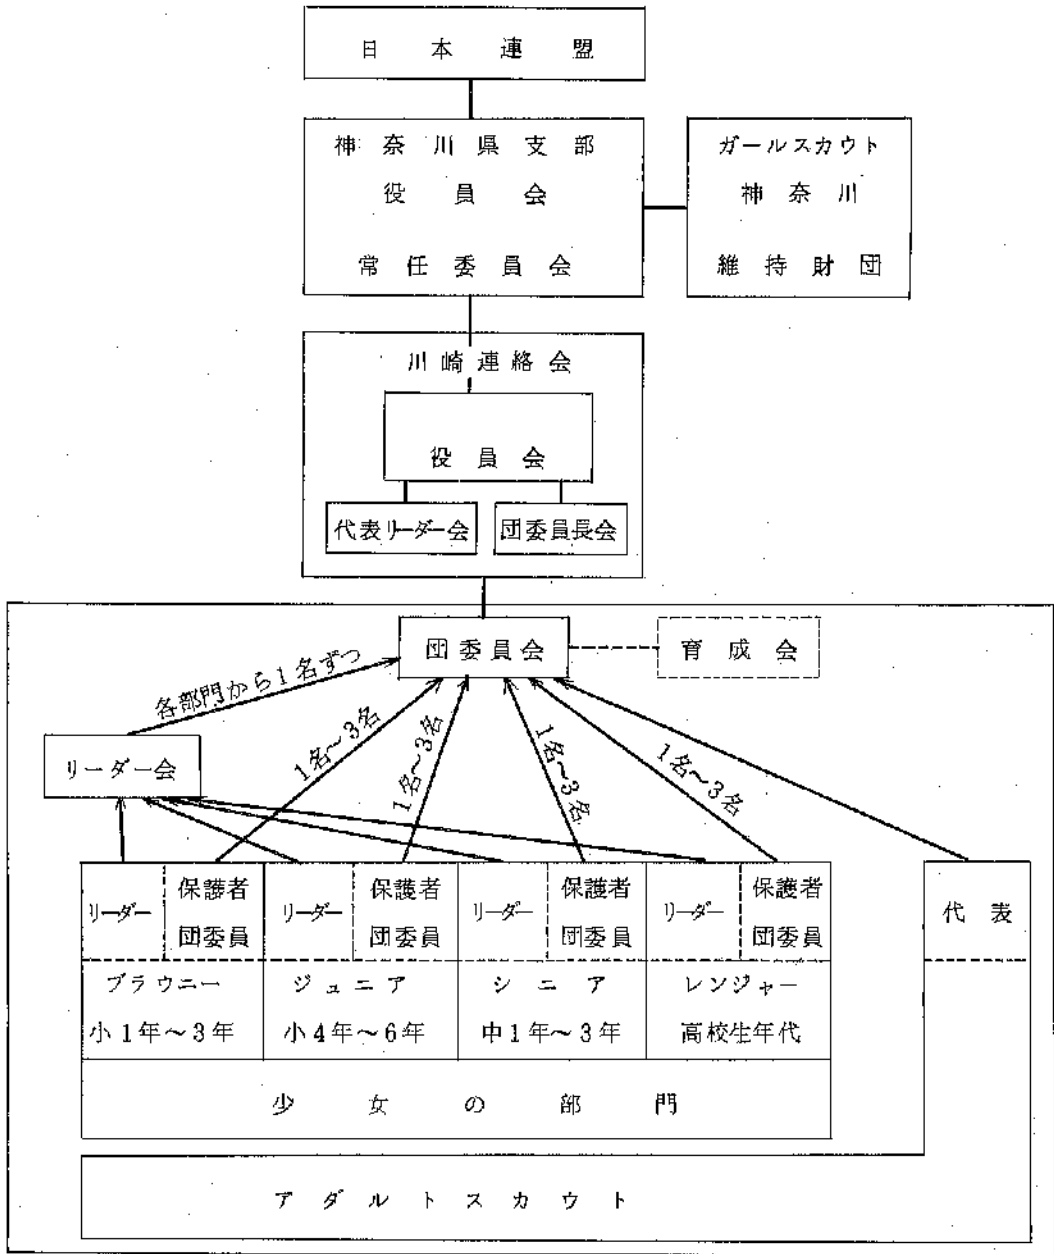 日本連盟
神奈川県支部
役員会
常任委員会
ガールスカウト
神奈川
維持財団
川崎連絡会
役員会
代表リーダー会
団委員長会
団委員会
育成会
各部門から1名ずつ
1名~3名
1名~3名
1名~3名
1名~3名
リーダー会
リーダー
保護者
団委員
リーダー
保護者
団委員
リーダー
保護者
団委員
リーダー
保護者
団委員
代表
ブラウニー
小1年~3年
ジュニア
小4年~6年
シニア
中1年~3年
レンジャー
高校生年代
少女の部門
アダルトスカウト